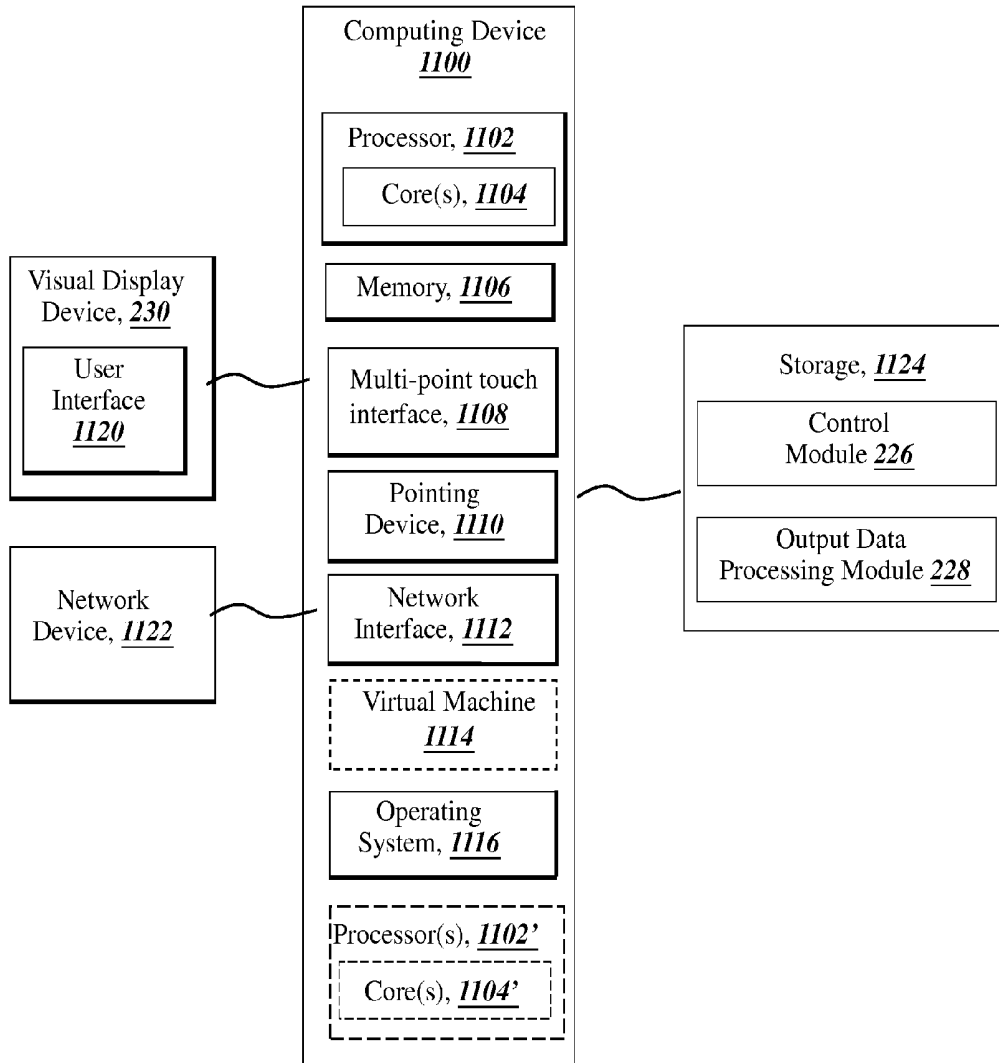 Computing Device
1100
Processor, 1102
Core(s), 1104
Memory, 1106
Multi-point touch
interface, 1108
Pointing
Device, 1110
Network
Interface, 1112
Virtual Machine
1114
Operating
System, 1116
Processor(s), 1102’
Core(s), 1104’
Visual Display
Device, 230
User
Interface
1120
Network
Device, 1122
Storage, 1124
Control
Module 226
Output Data
Processing Module 228